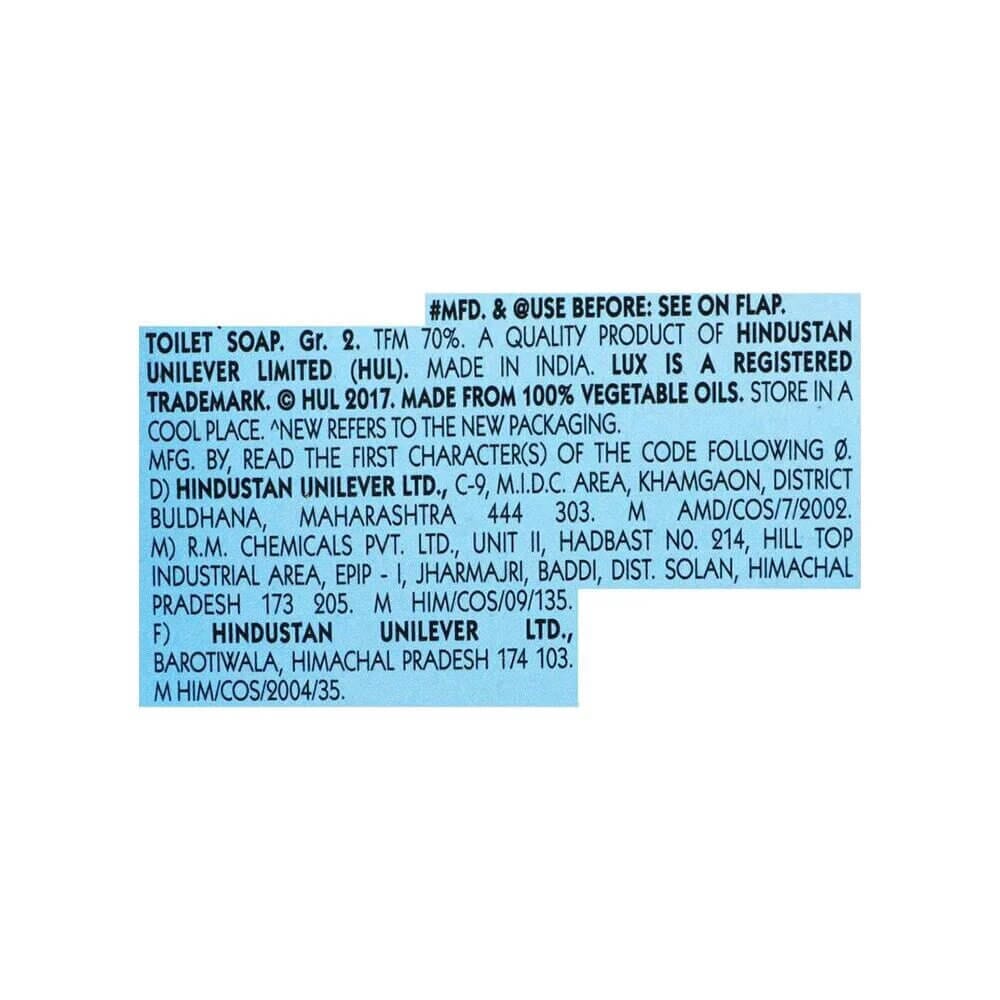 #MFD. & @USE BEFORE: SEE ON FLAP.
TOILET SOAP. Gr. 2. TFM 70%. A QUALITY PRODUCT OF HINDUSTAN
UNILEVER LIMITED (HUL). MADE IN INDIA. LUX IS A REGISTERED
TRADEMARK. © HUL 2017. MADE FROM 100% VEGETABLE OILS. STORE IN A
COOL PLACE. ^NEW REFERS TO THE NEW PACKAGING.
MFG. BY, READ THE FIRST CHARACTER(S) OF THE CODE FOLLOWING Ø.
D) HINDUSTAN UNILEVER LTD., C-9, M.I.D.C. AREA, KHAMGAON, DISTRICT
BULDHANA, MAHARASHTRA 444 303. M AMD/COS/7/2002.
M) R.M. CHEMICALS PVT. LTD., UNIT II, HADBAST NO. 214, HILL TOP
INDUSTRIAL AREA, EPIP - I, JHARMAJRI, BADDI, DIST. SOLAN, HIMACHAL
PRADESH 173 205. M HIM/COS/09/135.
F) HINDUSTAN UNILEVER LTD.,
BAROTIWALA, HIMACHAL PRADESH 174 103.
M HIM/COS/2004/35.